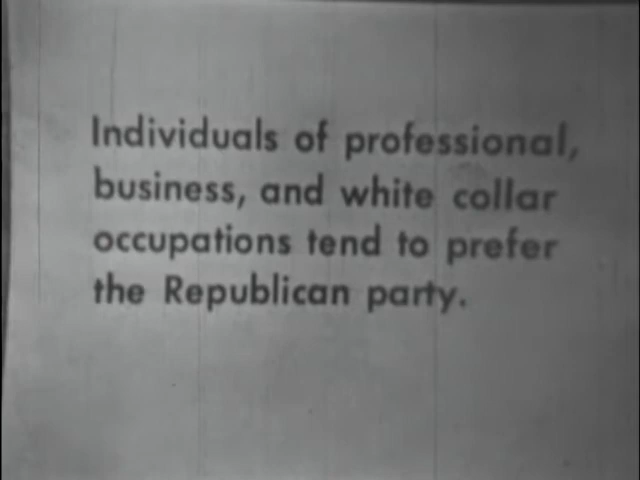 Individuals of professional,
business, and white collar
occupations tend to prefer
the Republican party.